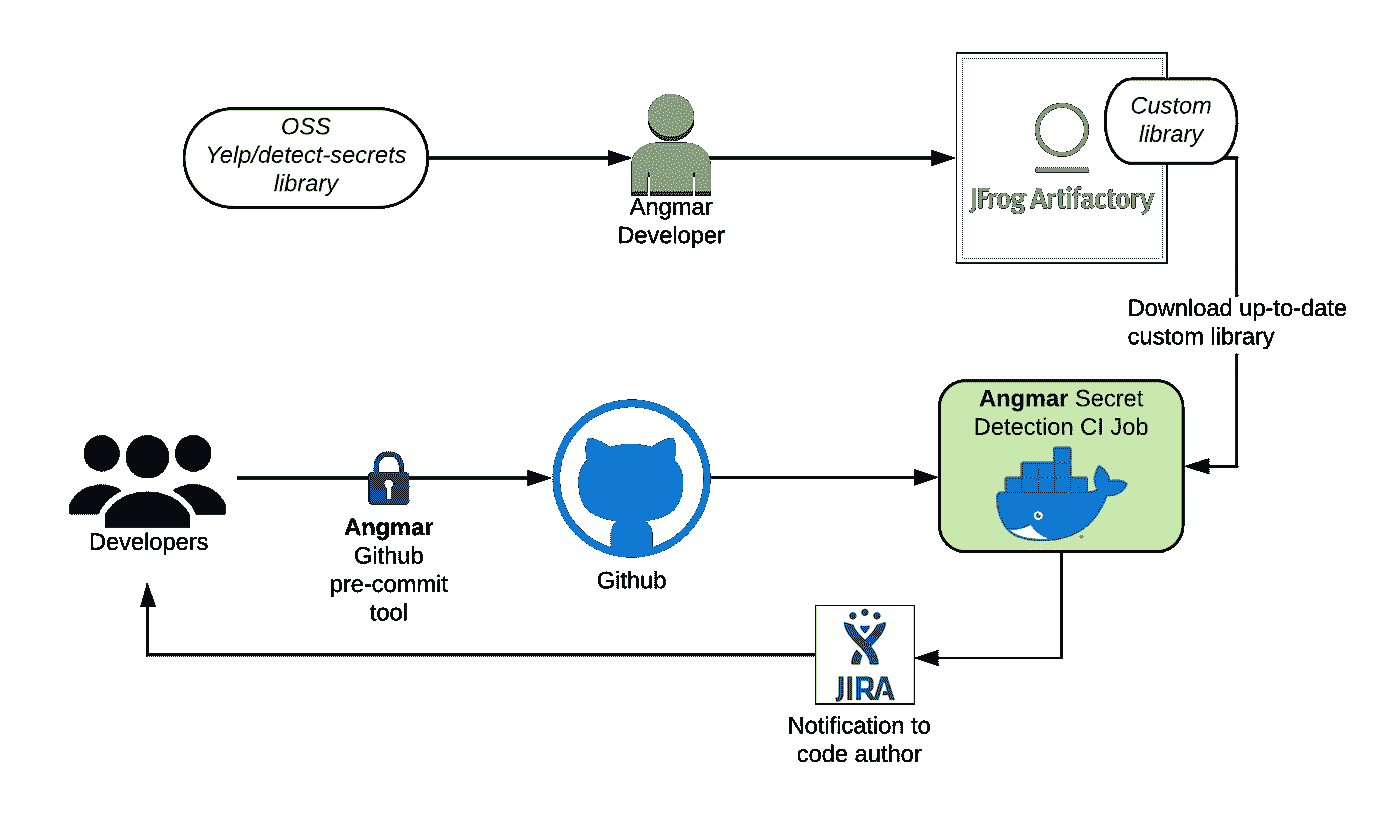 OSS
Yelp/detect-secrets
library
Angmar
Developer
Custom
library
JFrog Artifactory
Download up-to-date
custom library
Angmar Secret
Detection CI Job
Developers
Angmar
Github
pre-commit
tool
Github
JIRA
Notification to
code author